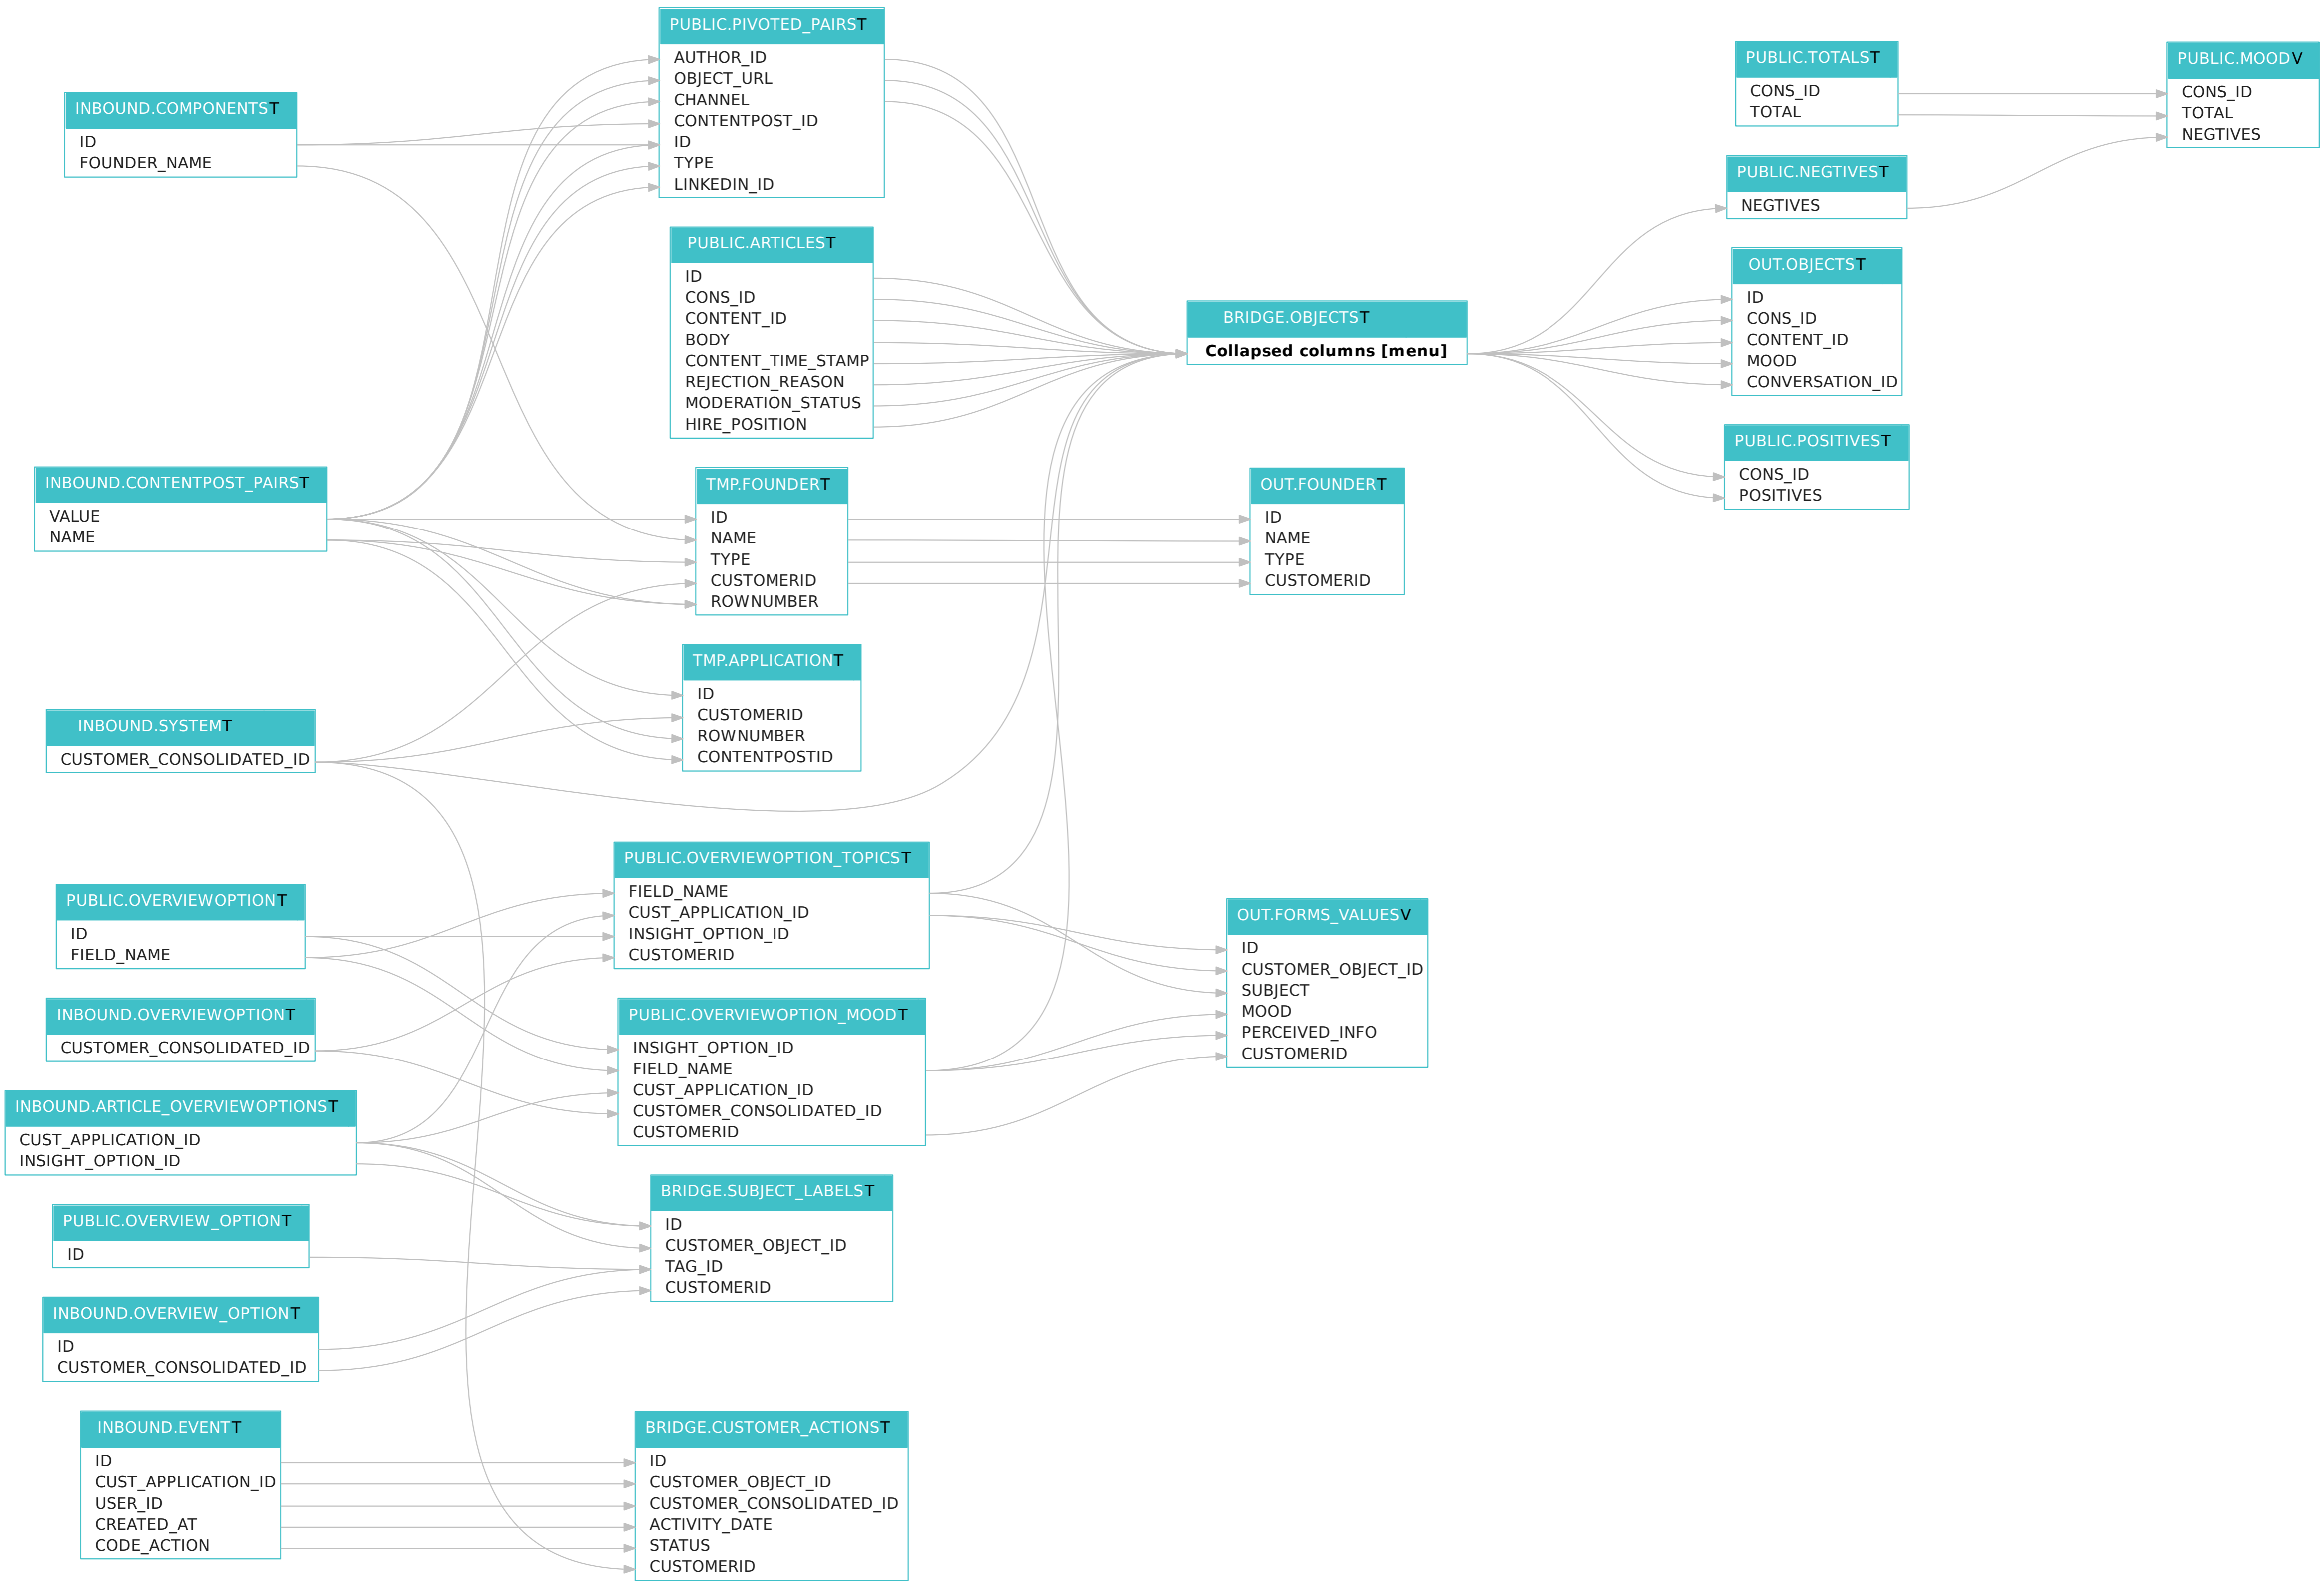 PUBLIC.PIVOTED_PAIRST
AUTHOR_ID
OBJECT_URL
CHANNEL
CONTENTPOST_ID
ID
TYPE
LINKEDIN_ID
INBOUND.COMPONENTST
ID
FOUNDER_NAME
PUBLIC.ARTICLEST
ID
CONS_ID
CONTENT_ID
BODY
CONTENT_TIME_STAMP
REJECTION_REASON
MODERATION_STATUS
HIRE_POSITION
INBOUND.CONTENTPOST_PAIRST
VALUE
NAME
TMP.FOUNDERT
ID
NAME
TYPE
CUSTOMERID
ROWNUMBER
TMP.APPLICATIONT
ID
CUSTOMERID
ROWNUMBER
CONTENTPOSTID
INBOUND.SYSTEMT
CUSTOMER_CONSOLIDATED_ID
PUBLIC.OVERVIEWOPTIONT
ID
FIELD_NAME
INBOUND.OVERVIEWOPTIONT
CUSTOMER_CONSOLIDATED_ID
INBOUND.ARTICLE_OVERVIEWOPTIONST
CUST_APPLICATION_ID
INSIGHT_OPTION_ID
PUBLIC.OVERVIEW_OPTIONT
ID
INBOUND.OVERVIEW_OPTIONT
ID
CUSTOMER_CONSOLIDATED_ID
INBOUND.EVENTT
ID
CUST_APPLICATION_ID
USER_ID
CREATED_AT
CODE_ACTION
PUBLIC.OVERVIEWOPTION_TOPICST
FIELD_NAME
CUST_APPLICATION_ID
INSIGHT_OPTION_ID
CUSTOMERID
PUBLIC.OVERVIEWOPTION_MOODT
INSIGHT_OPTION_ID
FIELD_NAME
CUST_APPLICATION_ID
CUSTOMER_CONSOLIDATED_ID
CUSTOMERID
BRIDGE.SUBJECT_LABELST
ID
CUSTOMER_OBJECT_ID
TAG_ID
CUSTOMERID
BRIDGE.CUSTOMER_ACTIONST
ID
CUSTOMER_OBJECT_ID
CUSTOMER_CONSOLIDATED_ID
ACTIVITY_DATE
STATUS
CUSTOMERID
BRIDGE.OBJECTST
Collapsed columns [menu]
OUT.FOUNDERT
ID
NAME
TYPE
CUSTOMERID
OUT.FORMS_VALUESV
ID
CUSTOMER_OBJECT_ID
SUBJECT
MOOD
PERCEIVED_INFO
CUSTOMERID
PUBLIC.TOTALST
CONS_ID
TOTAL
PUBLIC.NEGTIVEST
NEGTIVES
OUT.OBJECTST
ID
CONS_ID
CONTENT_ID
MOOD
CONVERSATION_ID
PUBLIC.POSITIVEST
CONS_ID
POSITIVES
PUBLIC.MOODV
CONS_ID
TOTAL
NEGTIVES